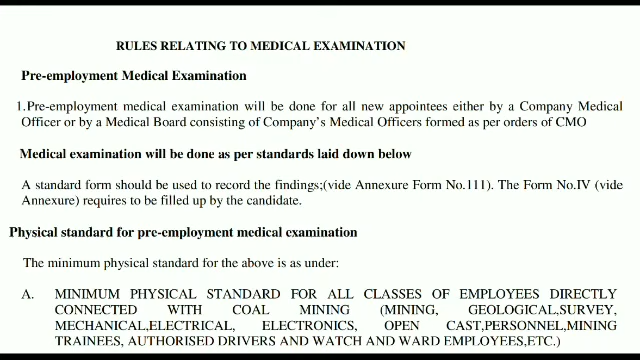 RULES RELATING TO MEDICAL EXAMINATION
Pre-employment Medical Examination
1.Pre-employment medical examination will be done for all new appointees either by a Company Medical
Officer or by a Medical Board consisting of Company's Medical Officers formed as per orders of CMO
Medical examination will be done as per standards laid down below
A standard form should be used to record the findings;(vide Annexure Form No.111). The Form No.IV (vide
Annexure) requires to be filled up by the candidate.
Physical standard for pre-employment medical examination
The minimum physical standard for the above is as under:
A. MINIMUM PHYSICAL STANDARD FOR ALL CLASSES OF EMPLOYEES DIRECTLY
CONNECTED WITH COAL MINING (MINING, GEOLOGICAL,SURVEY,
MECHANICAL,ELECTRICAL, ELECTRONICS, OPEN CAST,PERSONNEL,MINING
TRAINEES, AUTHORISED DRIVERS AND WATCH AND WARD EMPLOYEES,ETC.)